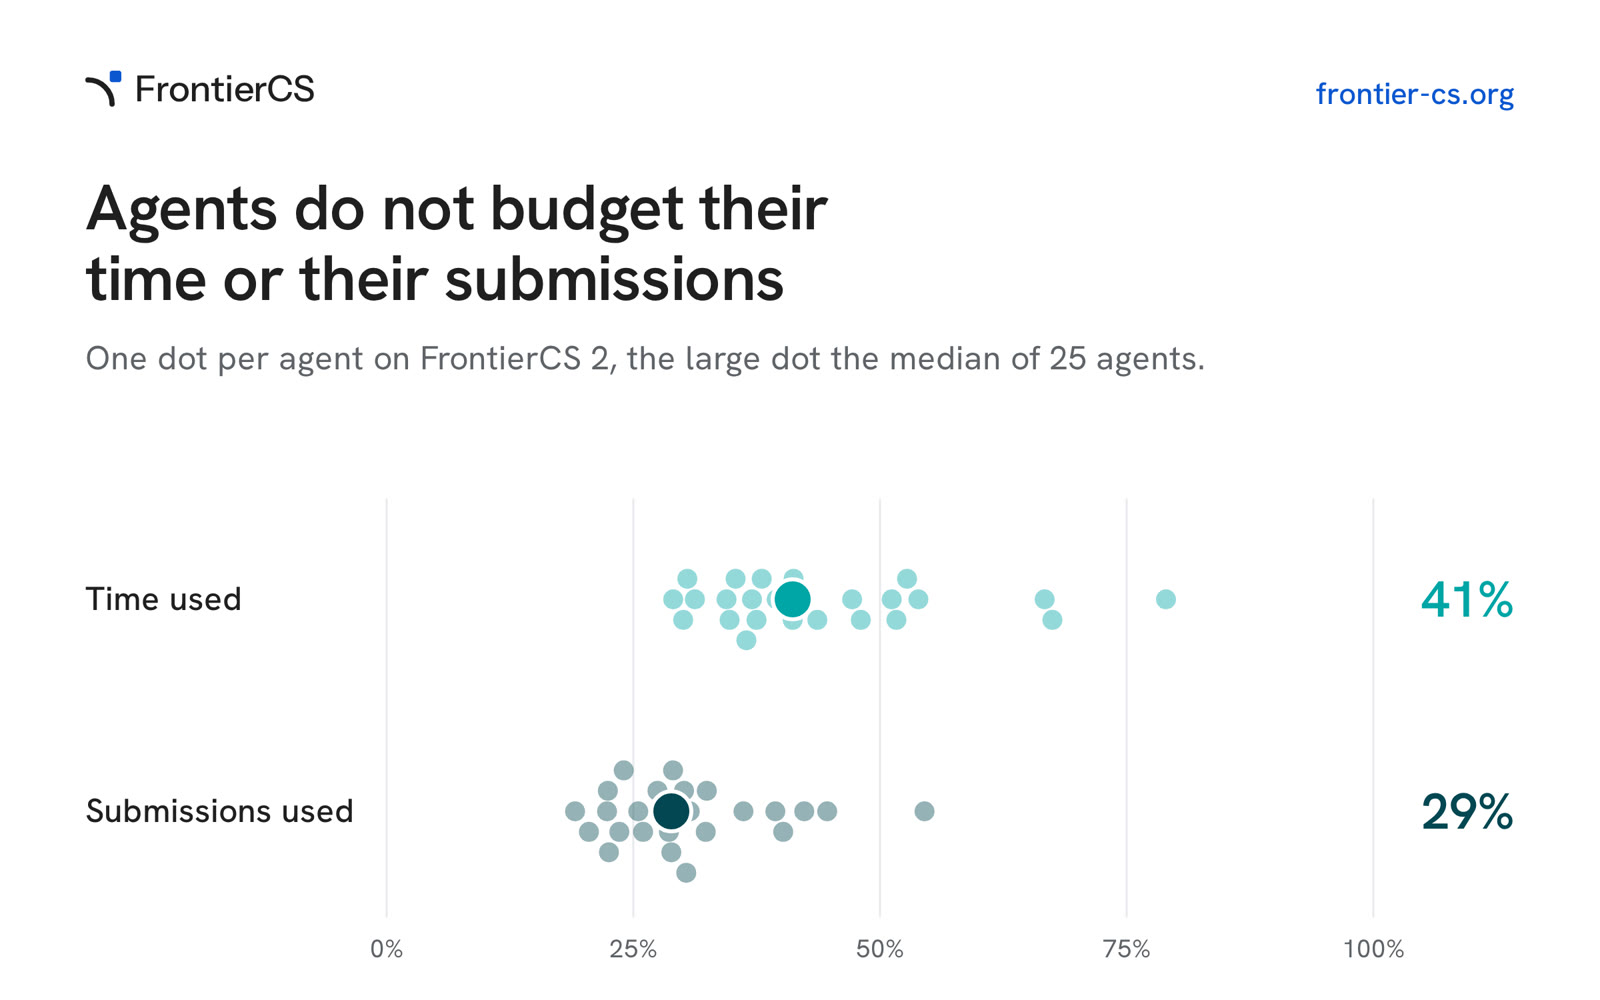 FrontierCS
frontier-cs.org
Agents do not budget their
time or their submissions
One dot per agent on FrontierCS 2, the large dot the median of 25 agents.
Time used
41%
Submissions used
29%
0%
25%
50%
75%
100%